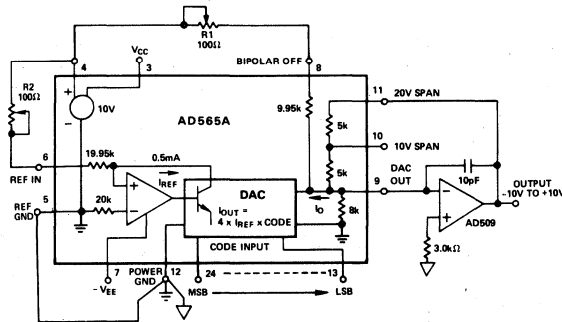 R1
100Ω
VCC
4
3
BIPOLAR OFF
8
R2
100Ω
+
10V
-
AD565A
9.95k
11
20V SPAN
5k
10
10V SPAN
5k
6
REF IN
19.95k
0.5mA
IREF
+
-
DAC
IOUT =
4 × IREF × CODE
CODE INPUT
IO
8k
9
DAC
OUT
10pF
-
+
AD509
OUTPUT
-10V TO +10V
3.0kΩ
REF
GND
5
20k
7
-VEE
POWER
GND
12
24
MSB
13
LSB